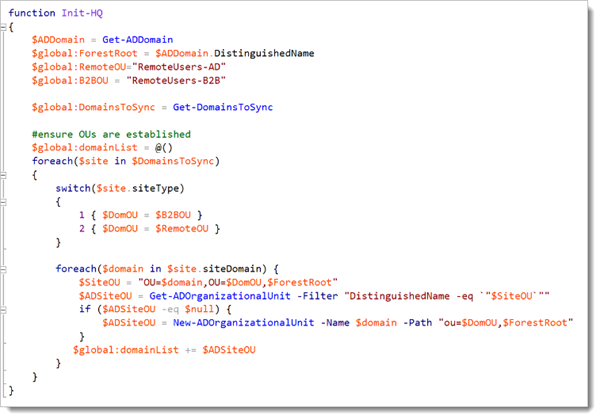 function Init-HQ
{
    $ADDomain = Get-ADDomain
    $global:ForestRoot = $ADDomain.DistinguishedName
    $global:RemoteOU="RemoteUsers-AD"
    $global:B2BOU = "RemoteUsers-B2B"

    $global:DomainsToSync = Get-DomainsToSync

    #ensure OUs are established
    $global:domainList = @()
    foreach($site in $DomainsToSync)
    {
        switch($site.siteType)
        {
            1 { $DomOU = $B2BOU }
            2 { $DomOU = $RemoteOU }
        }

        foreach($domain in $site.siteDomain) {
            $SiteOU = "OU=$domain,OU=$DomOU,$ForestRoot"
            $ADSiteOU = Get-ADOrganizationalUnit -Filter "DistinguishedName -eq `"$SiteOU`""
            if ($ADSiteOU -eq $null) {
                $ADSiteOU = New-ADOrganizationalUnit -Name $domain -Path "ou=$DomOU,$ForestRoot"
            }
           $global:domainList += $ADSiteOU
        }
    }
}